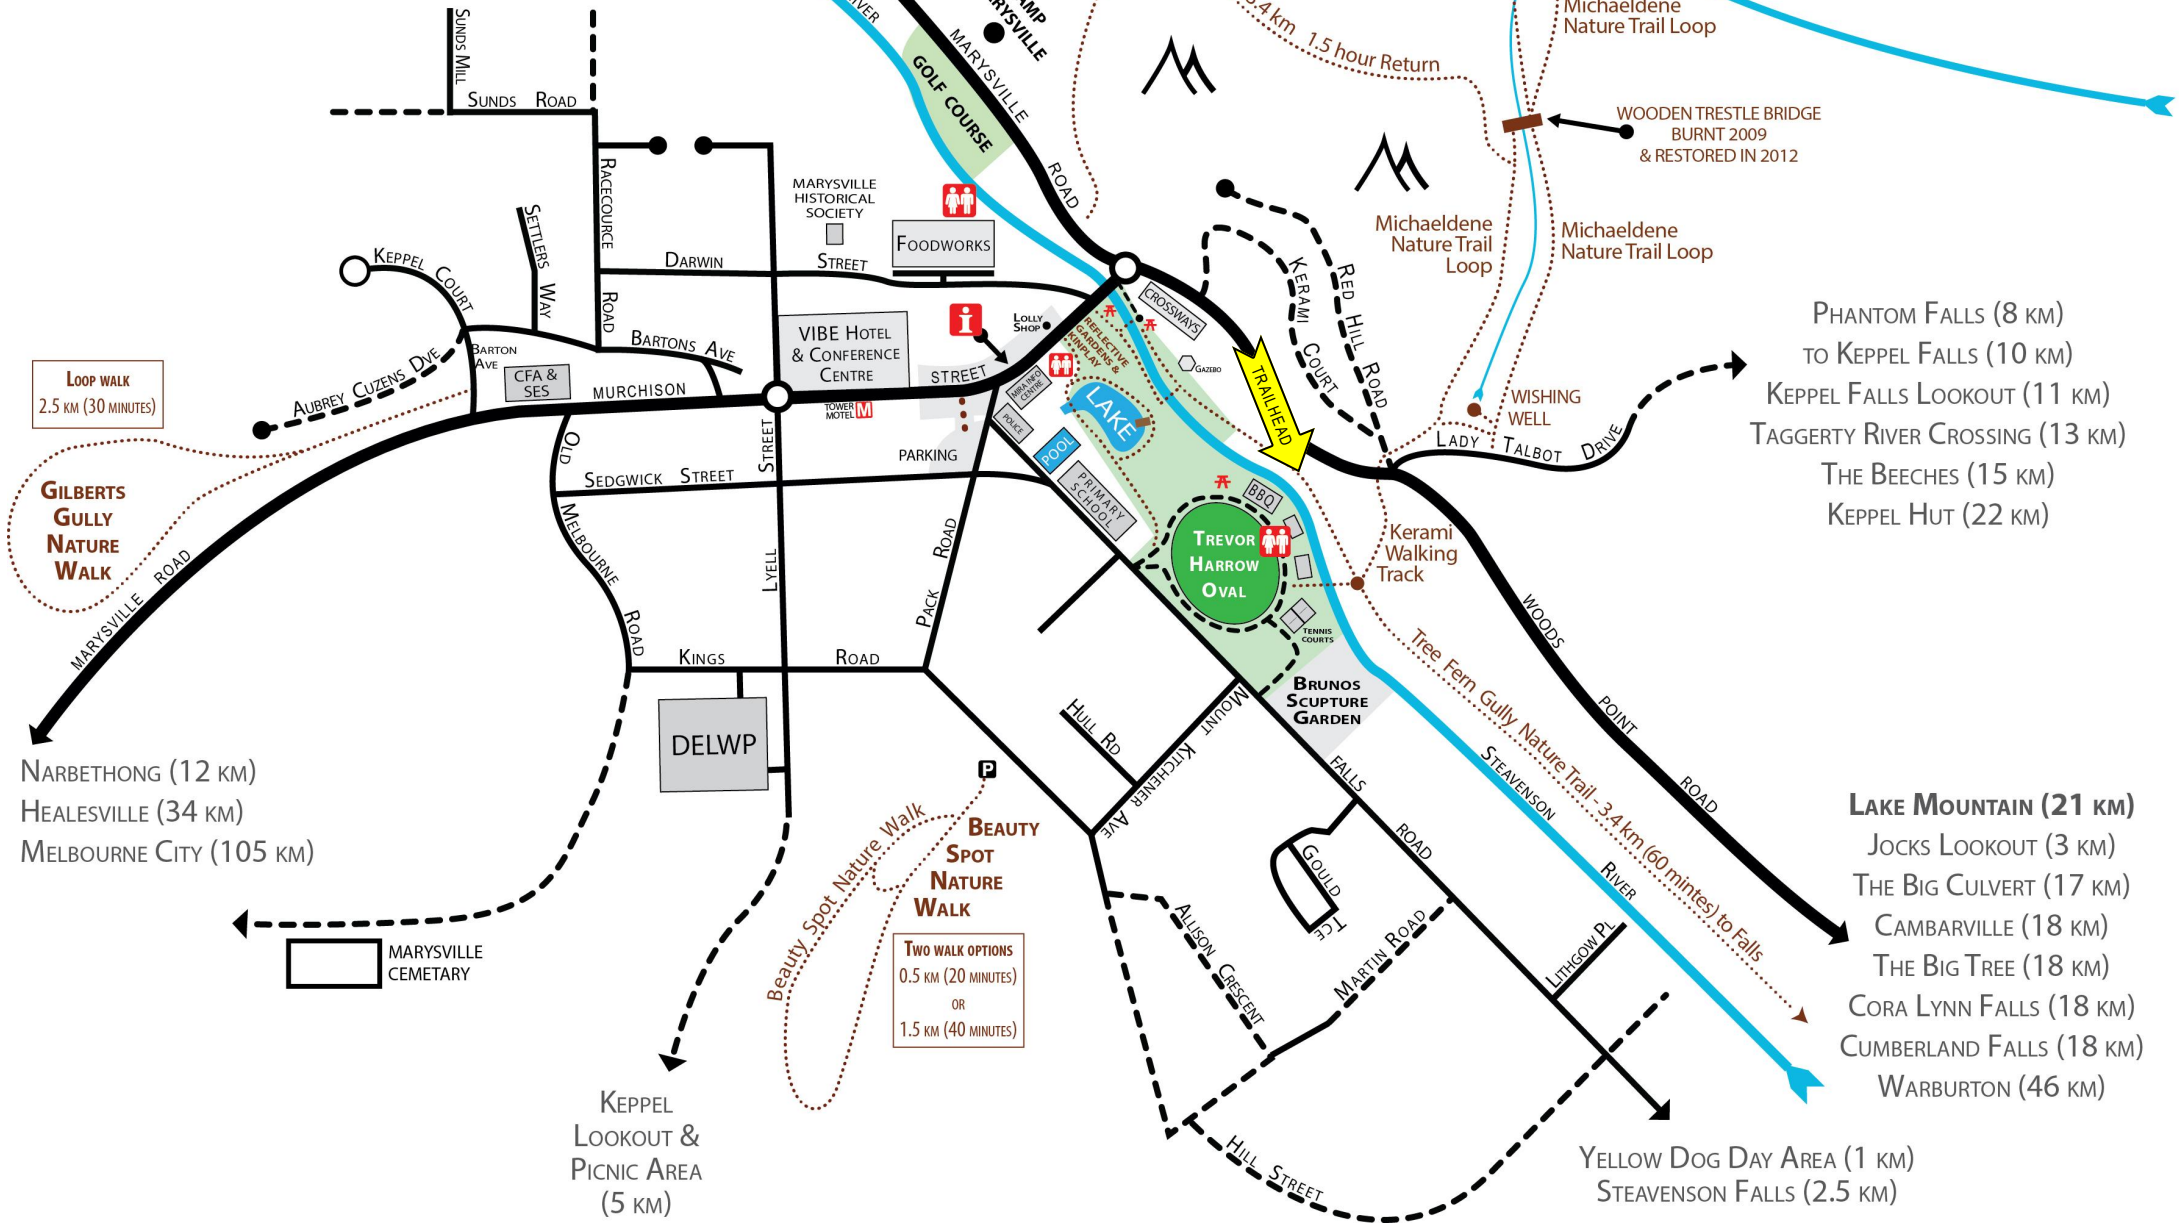 RIVER
AMP
RYSVILLE
3.4 km 1.5 hour Return
Michaeldene
Nature Trail Loop
SUNDS MILL
SUNDS ROAD
GOLF COURSE
MARYSVILLE
ROAD
WOODEN TRESTLE BRIDGE
BURNT 2009
& RESTORED IN 2012
RACECOURSE
ROAD
SETTLERS WAY
MARYSVILLE
HISTORICAL
SOCIETY
FOODWORKS
KEPPEL COURT
DARWIN STREET
Michaeldene
Nature Trail
Loop
Michaeldene
Nature Trail Loop
KERAMI COURT
RED HILL ROAD
CROSSWAYS
GAZEBO
LOLLY
SHOP
i
REFLECTIVE
GARDENS &
KINPLAY
VIBE HOTEL
& CONFERENCE
CENTRE
BARTONS AVE
BARTON
AVE
AUBREY CUZENS DVE
CFA &
SES
MURCHISON STREET
TOWER
MOTEL M
MIRA INFO
CENTRE
POLICE
LAKE
POOL
PRIMARY
SCHOOL
TRAILHEAD
WISHING
WELL
LADY TALBOT DRIVE
PHANTOM FALLS (8 KM)
TO KEPPEL FALLS (10 KM)
KEPPEL FALLS LOOKOUT (11 KM)
TAGGERTY RIVER CROSSING (13 KM)
THE BEECHES (15 KM)
KEPPEL HUT (22 KM)
LOOP WALK
2.5 KM (30 MINUTES)
GILBERTS
GULLY
NATURE
WALK
MARYSVILLE ROAD
OLD MELBOURNE ROAD
SEDGWICK STREET
LYELL STREET
PARKING
PACK ROAD
BBQ
TREVOR
HARROW
OVAL
TENNIS
COURTS
Kerami
Walking
Track
WOODS POINT ROAD
Tree Fern Gully Nature Trail - 3.4 km (60 mintes) to Falls
STEAVENSON RIVER
KINGS ROAD
DELWP
BRUNOS
SCUPTURE
GARDEN
MOUNT KITCHENER AVE
HULL RD
FALLS ROAD
GOULD TCE
ALLISON CRESCENT
MARTIN ROAD
LITHGOW PL
HILL STREET
NARBETHONG (12 KM)
HEALESVILLE (34 KM)
MELBOURNE CITY (105 KM)
MARYSVILLE
CEMETARY
P
Beauty Spot Nature Walk
BEAUTY
SPOT
NATURE
WALK
TWO WALK OPTIONS
0.5 KM (20 MINUTES)
OR
1.5 KM (40 MINUTES)
KEPPEL
LOOKOUT &
PICNIC AREA
(5 KM)
LAKE MOUNTAIN (21 KM)
JOCKS LOOKOUT (3 KM)
THE BIG CULVERT (17 KM)
CAMBARVILLE (18 KM)
THE BIG TREE (18 KM)
CORA LYNN FALLS (18 KM)
CUMBERLAND FALLS (18 KM)
WARBURTON (46 KM)
YELLOW DOG DAY AREA (1 KM)
STEAVENSON FALLS (2.5 KM)